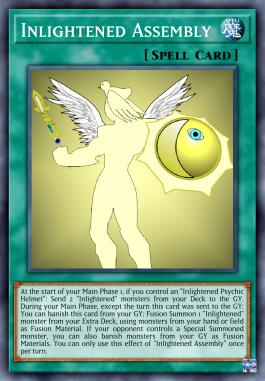 Inlightened Assembly
[Spell Card]
At the start of your Main Phase 1, if you control an "Inlightened Psychic
Helmet": Send 2 "Inlightened" monsters from your Deck to the GY.
During your Main Phase, except the turn this card was sent to the GY:
You can banish this card from your GY; Fusion Summon 1 "Inlightened"
monster from your Extra Deck, using monsters from your hand or field
as Fusion Material. If your opponent controls a Special Summoned
monster, you can also banish monsters from your GY as Fusion
Materials. You can only use this effect of "Inlightened Assembly" once
per turn.